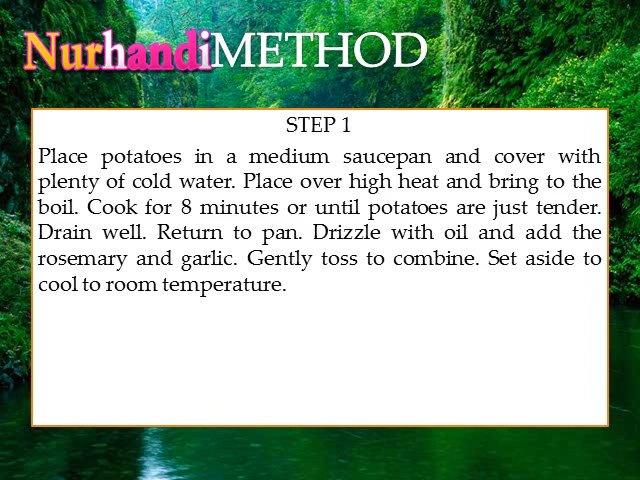 NurhandiMETHOD
STEP 1
Place potatoes in a medium saucepan and cover with
plenty of cold water. Place over high heat and bring to the
boil. Cook for 8 minutes or until potatoes are just tender.
Drain well. Return to pan. Drizzle with oil and add the
rosemary and garlic. Gently toss to combine. Set aside to
cool to room temperature.